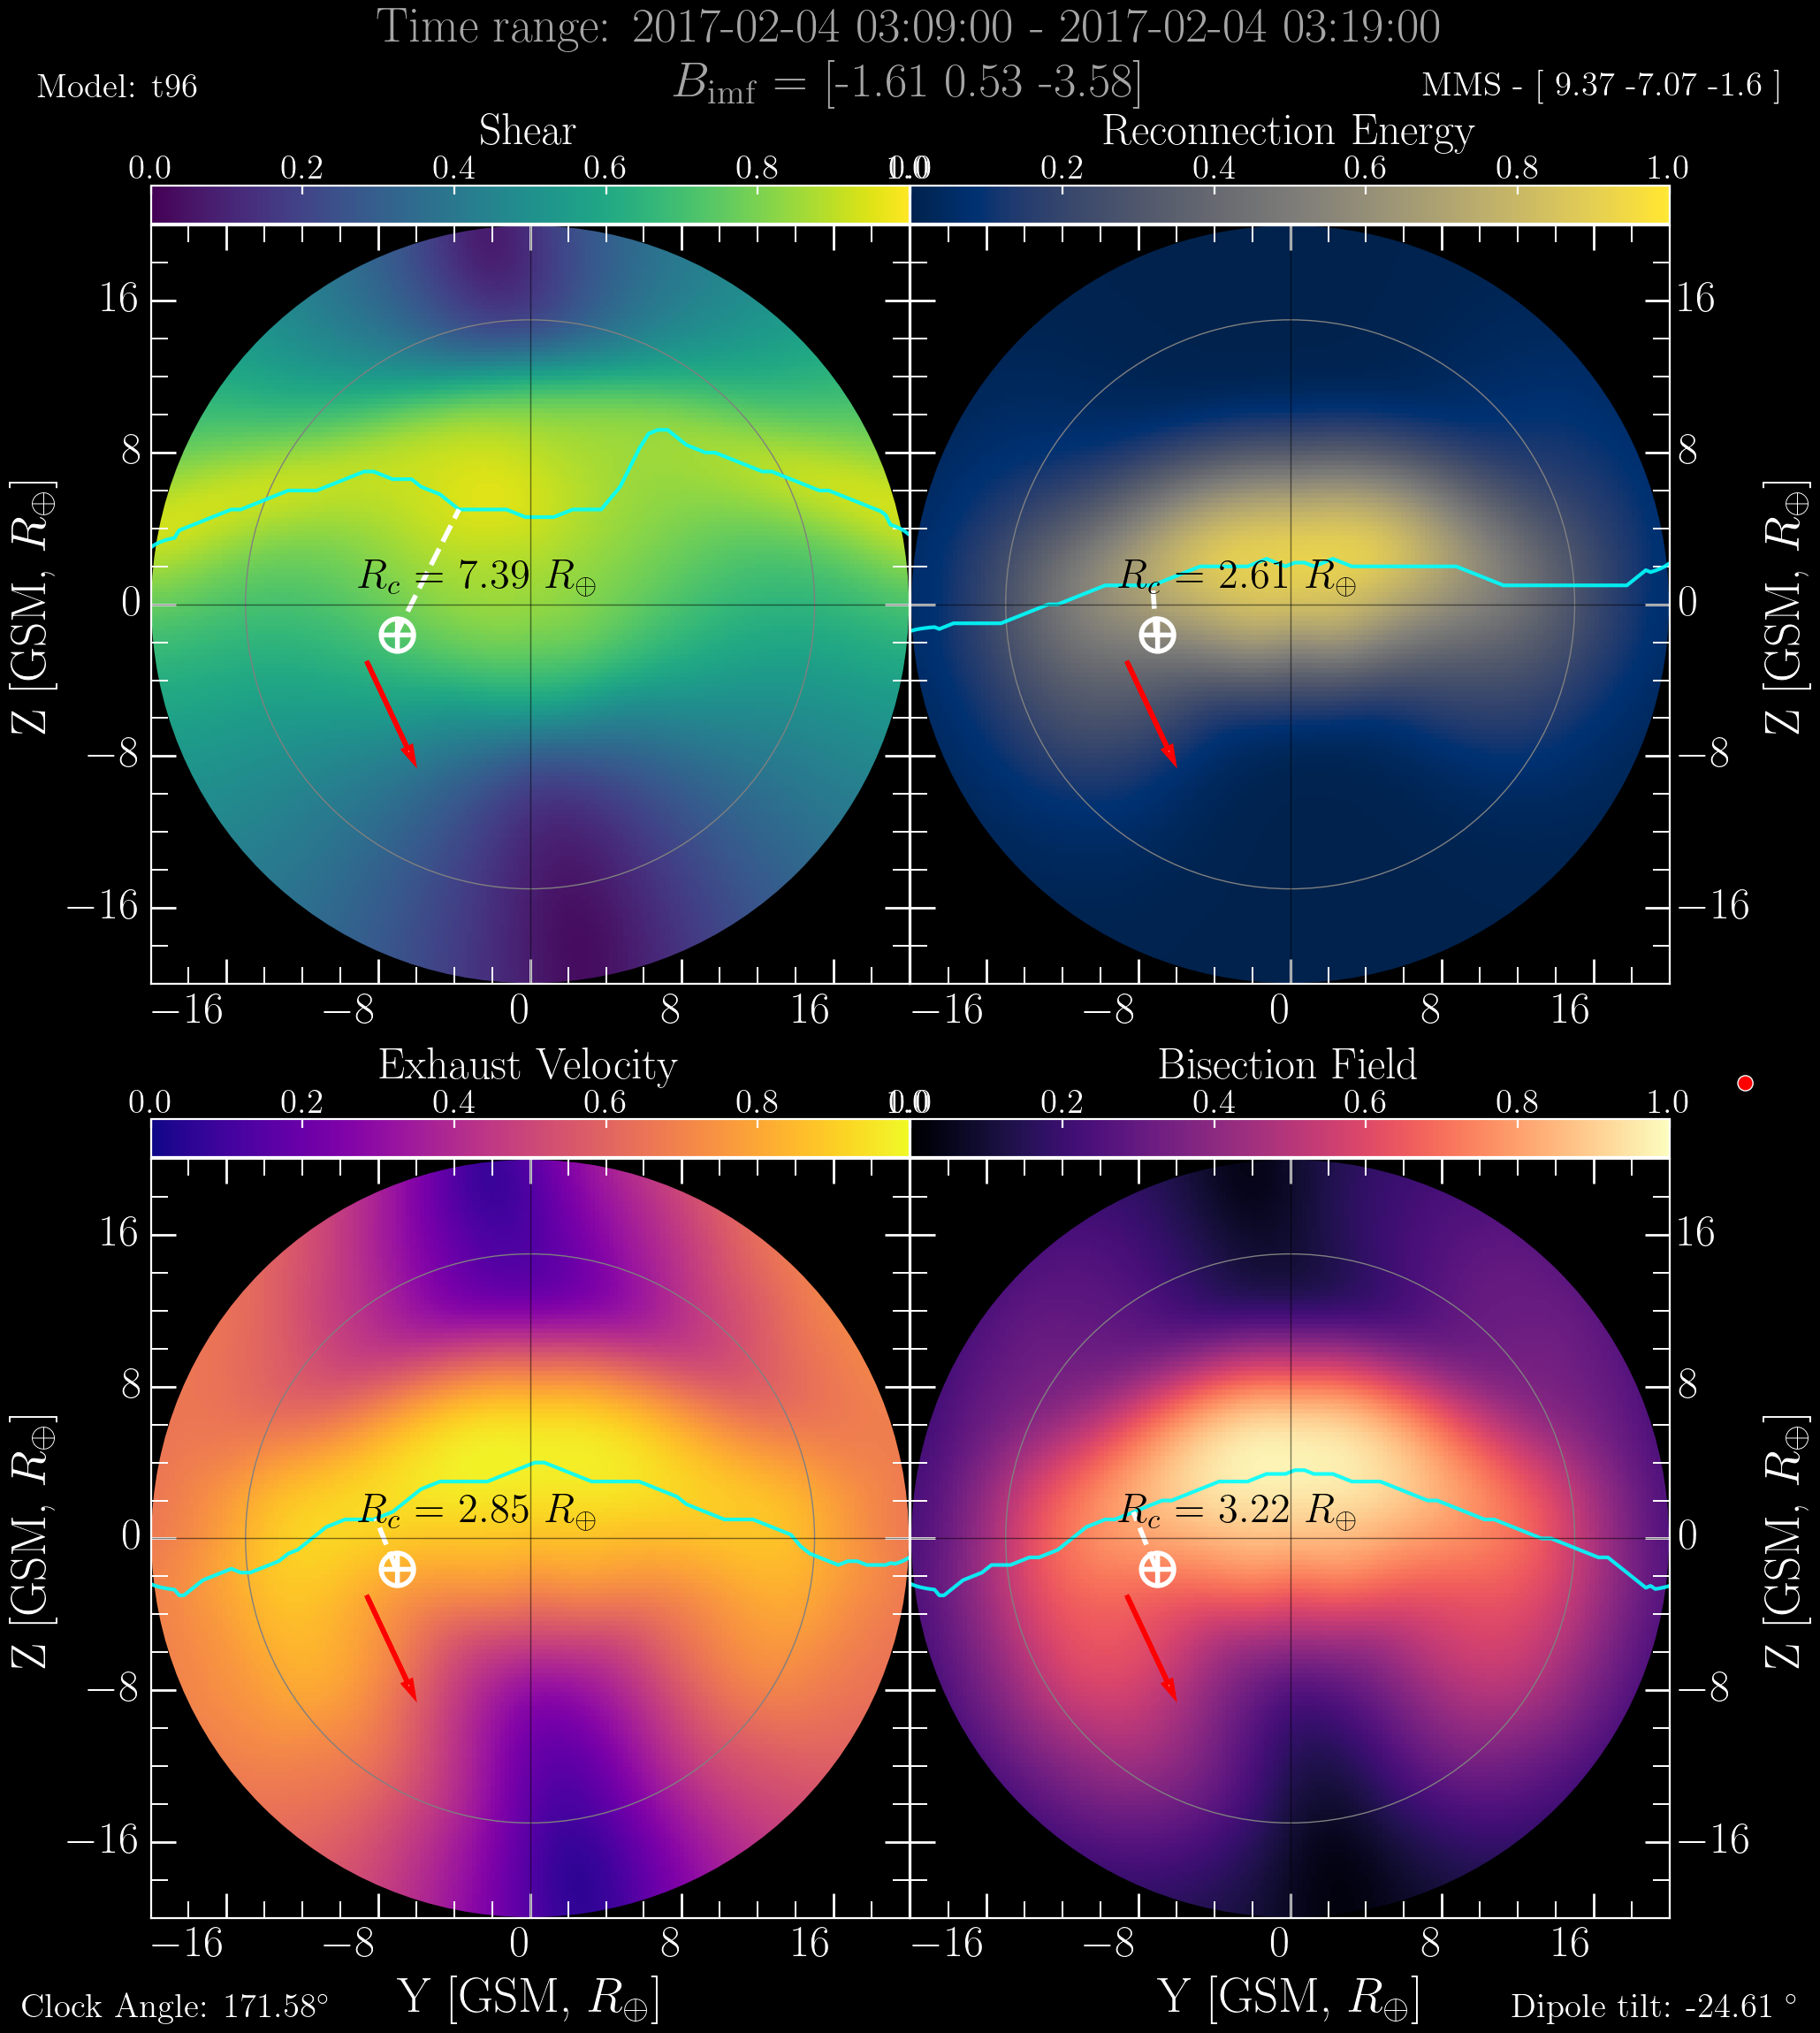 Time range: 2017-02-04 03:09:00 - 2017-02-04 03:19:00
Model: t96
B_imf = [-1.61 0.53 -3.58]
MMS - [ 9.37 -7.07 -1.6 ]
Shear
Reconnection Energy
0.0 0.2 0.4 0.6 0.8 1.0
0.0 0.2 0.4 0.6 0.8 1.0
16 8 0 −8 −16
Z [GSM, R⊕]
R_c = 7.39 R⊕
R_c = 2.61 R⊕
16 8 0 −8 −16
Z [GSM, R⊕]
−16 −8 0 8 16
−16 −8 0 8 16
Exhaust Velocity
Bisection Field
0.0 0.2 0.4 0.6 0.8 1.0
0.0 0.2 0.4 0.6 0.8 1.0
16 8 0 −8 −16
Z [GSM, R⊕]
R_c = 2.85 R⊕
R_c = 3.22 R⊕
16 8 0 −8 −16
Z [GSM, R⊕]
−16 −8 0 8 16
−16 −8 0 8 16
Y [GSM, R⊕]
Y [GSM, R⊕]
Clock Angle: 171.58°
Dipole tilt: -24.61 °